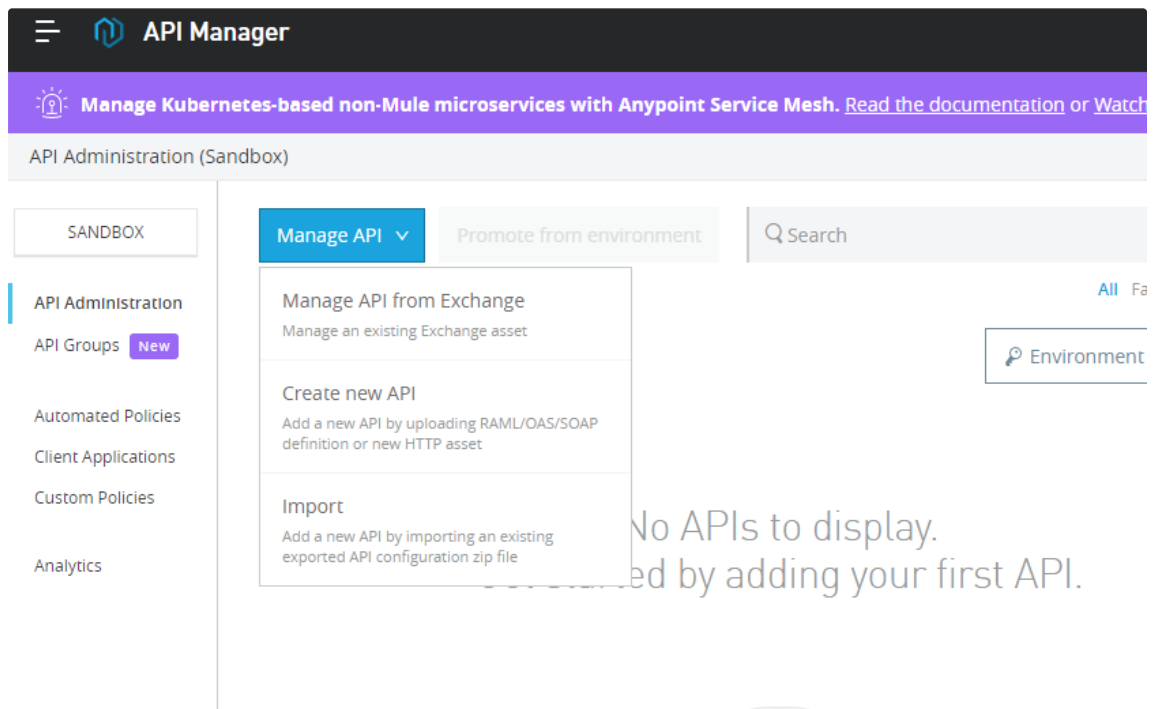 API Manager
Manage Kubernetes-based non-Mule microservices with Anypoint Service Mesh. Read the documentation or Watch
API Administration (Sandbox)
SANDBOX
API Administration
API Groups New
Automated Policies
Client Applications
Custom Policies
Analytics
Manage API
Promote from environment
Search
Manage API from Exchange
Manage an existing Exchange asset
Create new API
Add a new API by uploading RAML/OAS/SOAP
definition or new HTTP asset
Import
Add a new API by importing an existing
exported API configuration zip file
All
Environment
No APIs to display.
by adding your first API.